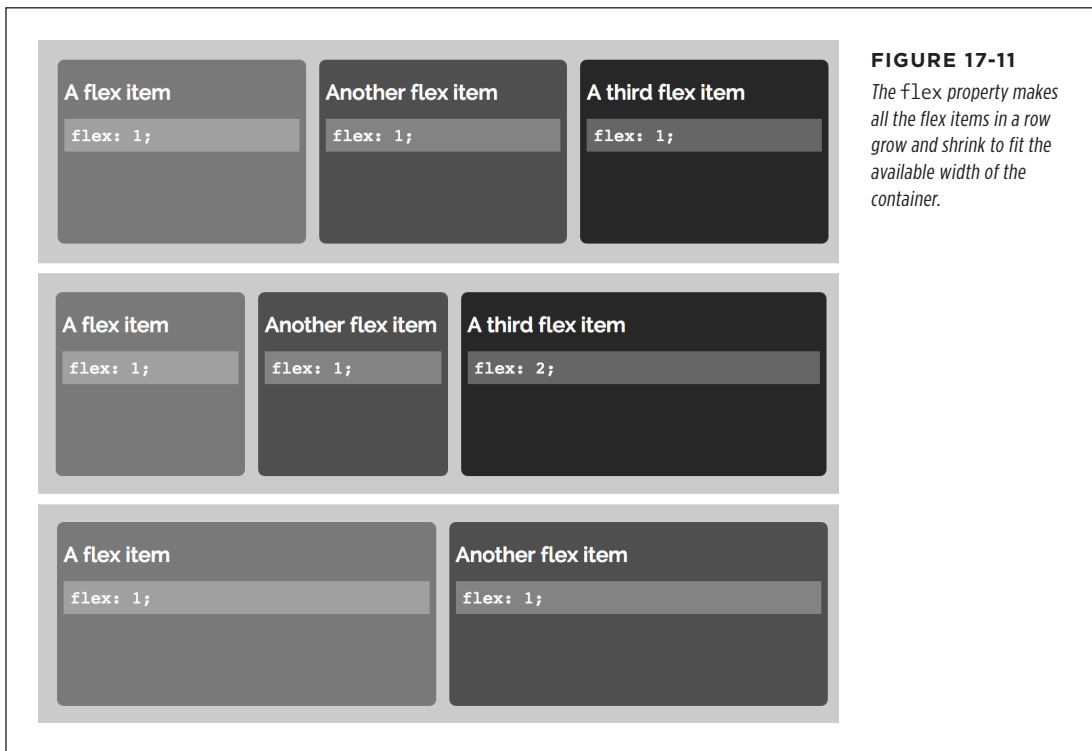 A flex item
flex: 1;
Another flex item
flex: 1;
A third flex item
flex: 1;
A flex item
flex: 1;
Another flex item
flex: 1;
A third flex item
flex: 2;
A flex item
flex: 1;
Another flex item
flex: 1;
FIGURE 17-11
The flex property makes
all the flex items in a row
grow and shrink to fit the
available width of the
container.